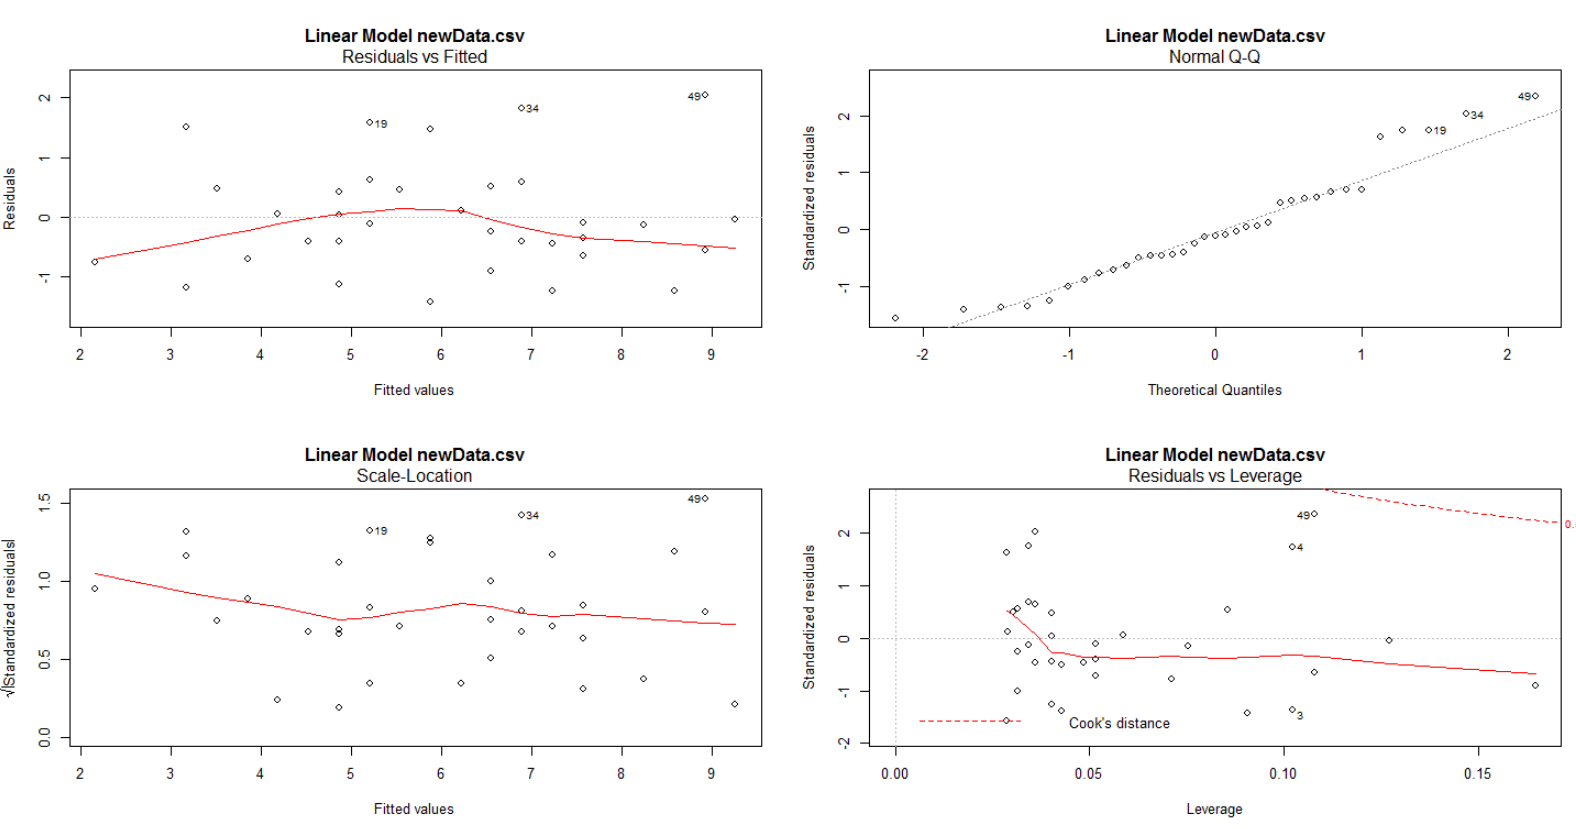 Linear Model newData.csv
Residuals vs Fitted
Residuals
2
1
0
-1
49
34
19
2 3 4 5 6 7 8 9
Fitted values
Linear Model newData.csv
Normal Q-Q
Standardized residuals
2
1
0
-1
49
34
19
-2 -1 0 1 2
Theoretical Quantiles
Linear Model newData.csv
Scale-Location
√|Standardized residuals|
1.5
1.0
0.5
0.0
49
34
19
2 3 4 5 6 7 8 9
Fitted values
Linear Model newData.csv
Residuals vs Leverage
Standardized residuals
2
1
0
-1
-2
49
4
3
Cook's distance
0.00 0.05 0.10 0.15
Leverage